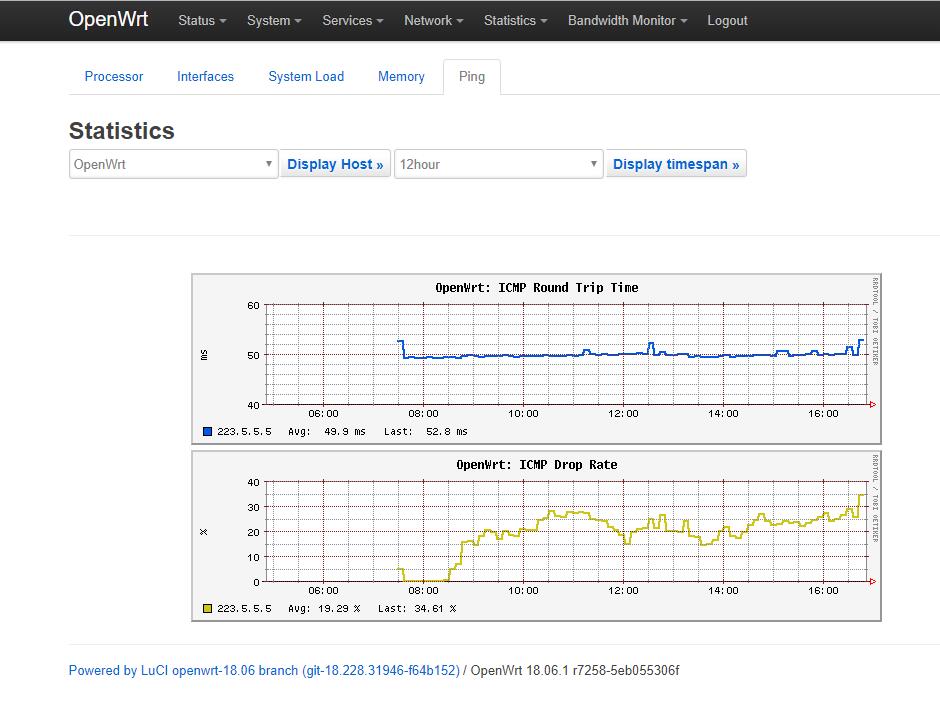 OpenWrt Status System Services Network Statistics Bandwidth Monitor Logout
Processor Interfaces System Load Memory Ping
Statistics
OpenWrt Display Host » 12hour Display timespan »
OpenWrt: ICMP Round Trip Time
RRDTOOL / TOBI OETIKER
60
50
40
ms
06:00 08:00 10:00 12:00 14:00 16:00
223.5.5.5 Avg: 49.9 ms Last: 52.8 ms
OpenWrt: ICMP Drop Rate
RRDTOOL / TOBI OETIKER
40
30
20
10
0
%
06:00 08:00 10:00 12:00 14:00 16:00
223.5.5.5 Avg: 19.29 % Last: 34.61 %
Powered by LuCI openwrt-18.06 branch (git-18.228.31946-f64b152) / OpenWrt 18.06.1 r7258-5eb055306f